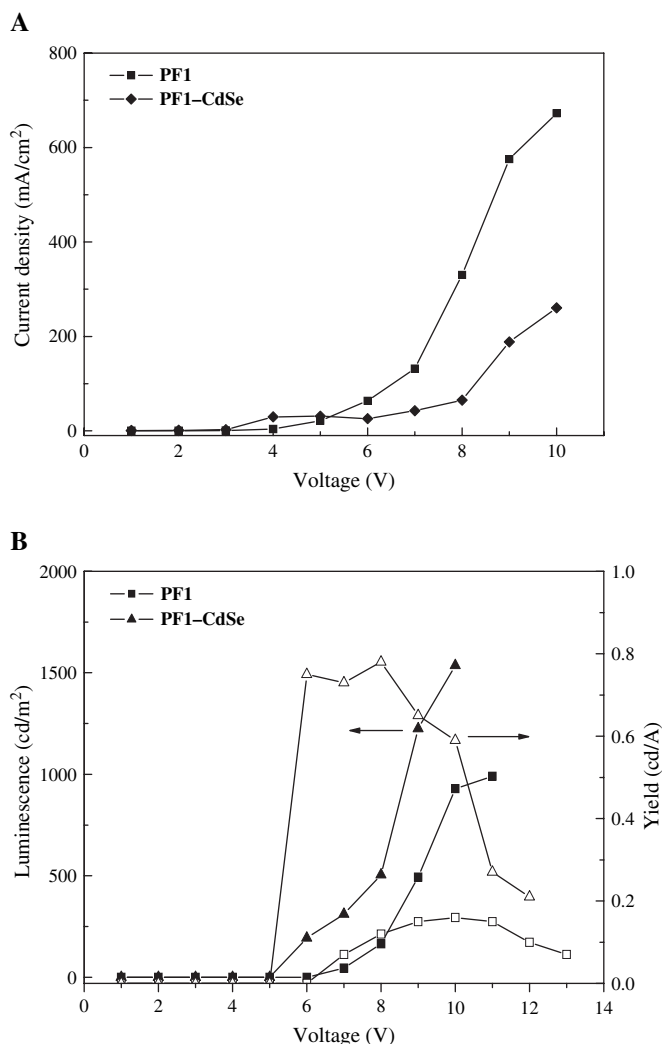 A
800
600
400
200
0
Current density (mA/cm²)
PF1
PF1–CdSe
0 2 4 6 8 10
Voltage (V)
B
2000
1500
1000
500
0
Luminescence (cd/m²)
PF1
PF1–CdSe
1.0
0.8
0.6
0.4
0.2
0.0
Yield (cd/A)
0 2 4 6 8 10 12 14
Voltage (V)